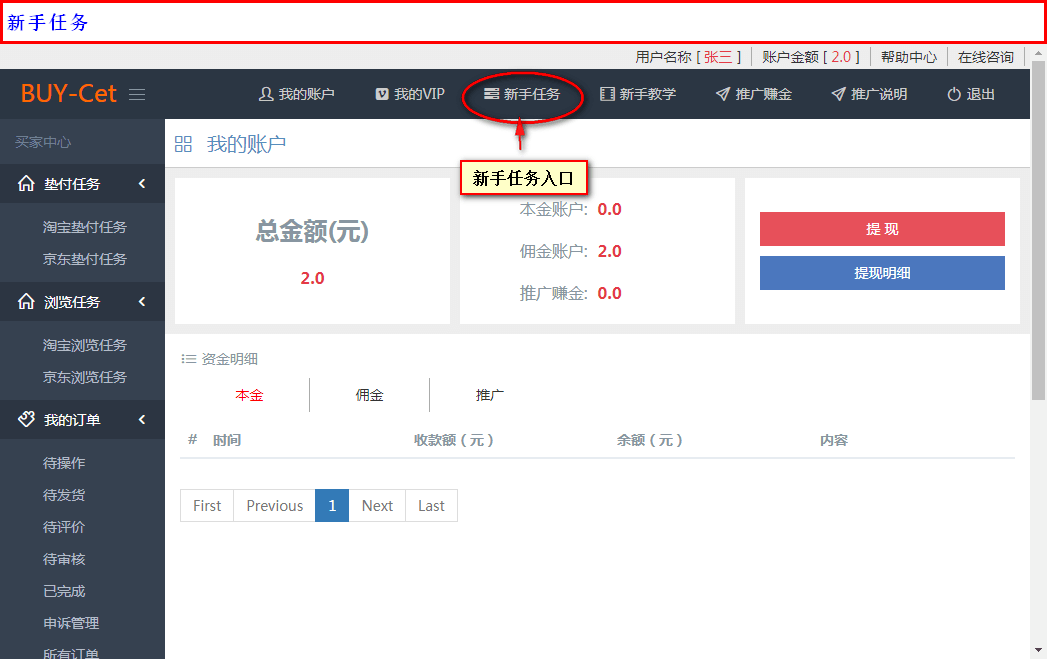 新手任务
用户名称 [ 张三 ] 账户金额 [ 2.0 ] 帮助中心 在线咨询
BUY-Cet 我的账户 我的VIP 新手任务 新手教学 推广赚金 推广说明 退出
买家中心
我的账户
垫付任务
新手任务入口
淘宝垫付任务
京东垫付任务
浏览任务
淘宝浏览任务
京东浏览任务
我的订单
待操作
待发货
待评价
待审核
已完成
申诉管理
所有订单
总金额(元)
2.0
本金账户: 0.0
佣金账户: 2.0
推广赚金: 0.0
提 现
提现明细
资金明细
本金 佣金 推广
# 时间 收款额 ( 元 ) 余额 ( 元 ) 内容
First Previous 1 Next Last